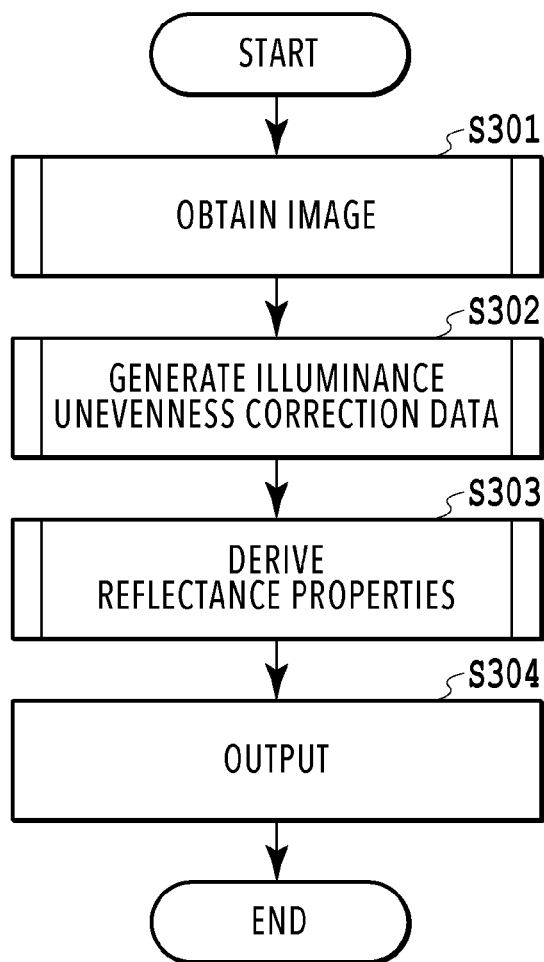 START
S301
OBTAIN IMAGE
S302
GENERATE ILLUMINANCE
UNEVENNESS CORRECTION DATA
S303
DERIVE
REFLECTANCE PROPERTIES
S304
OUTPUT
END